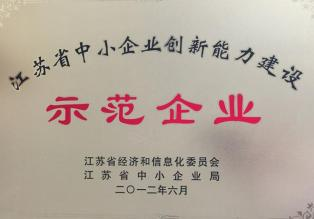 江苏省中小企业创新能力建设
示范企业
江苏省经济和信息化委员会
江苏省中小企业局
二〇一二年六月